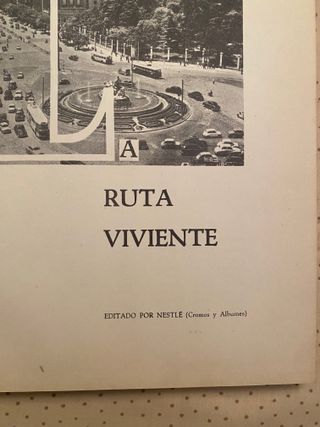 A
RUTA
VIVIENTE
EDITADO POR NESTLÉ (Cromos y Albumes)